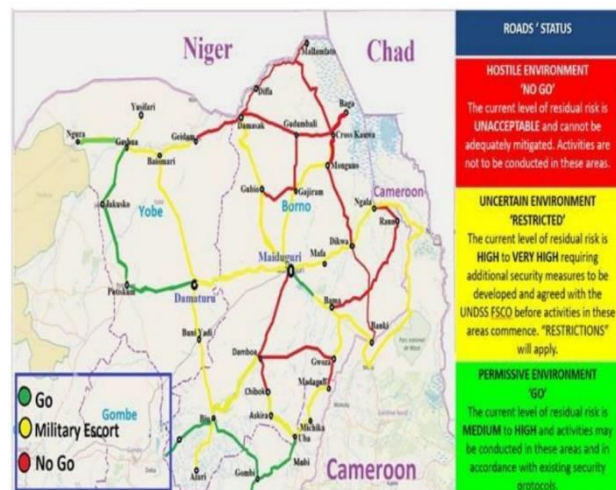 Niger
Chad
Mallamfato
Diffa
Baga
Yusifari
Damasak
Gudumbali
Cross Kauwa
Ngura
Gashua
Geidam
Baiomari
Monguno
Cameroon
Gubio
Gajiram
Jakusko
Yobe
Borno
Ngala
Rann
Dikwa
Maiduguri
Mafa
Potiskum
Damaturu
Bama
Buni Yadi
Banki
Damboa
Gwoza
Madagali
Chibok
Askira
Michika
Biu
Uba
Gombi
Mubi
Gombe
Cameroon
Go
Military Escort
No Go
ROADS ' STATUS
HOSTILE ENVIRONMENT
'NO GO'
The current level of residual risk is
UNACCEPTABLE and cannot be
adequately mitigated. Activities are
not to be conducted in these areas.
UNCERTAIN ENVIRONMENT
'RESTRICTED'
The current level of residual risk is
HIGH to VERY HIGH requiring
additional security measures to be
developed and agreed with the
UNDSS FSCO before activities in these
areas commence. "RESTRICTIONS"
will apply.
PERMISSIVE ENVIRONMENT
'GO'
The current level of residual risk is
MEDIUM to HIGH and activities may
be conducted in these areas and in
accordance with existing security
protocols.